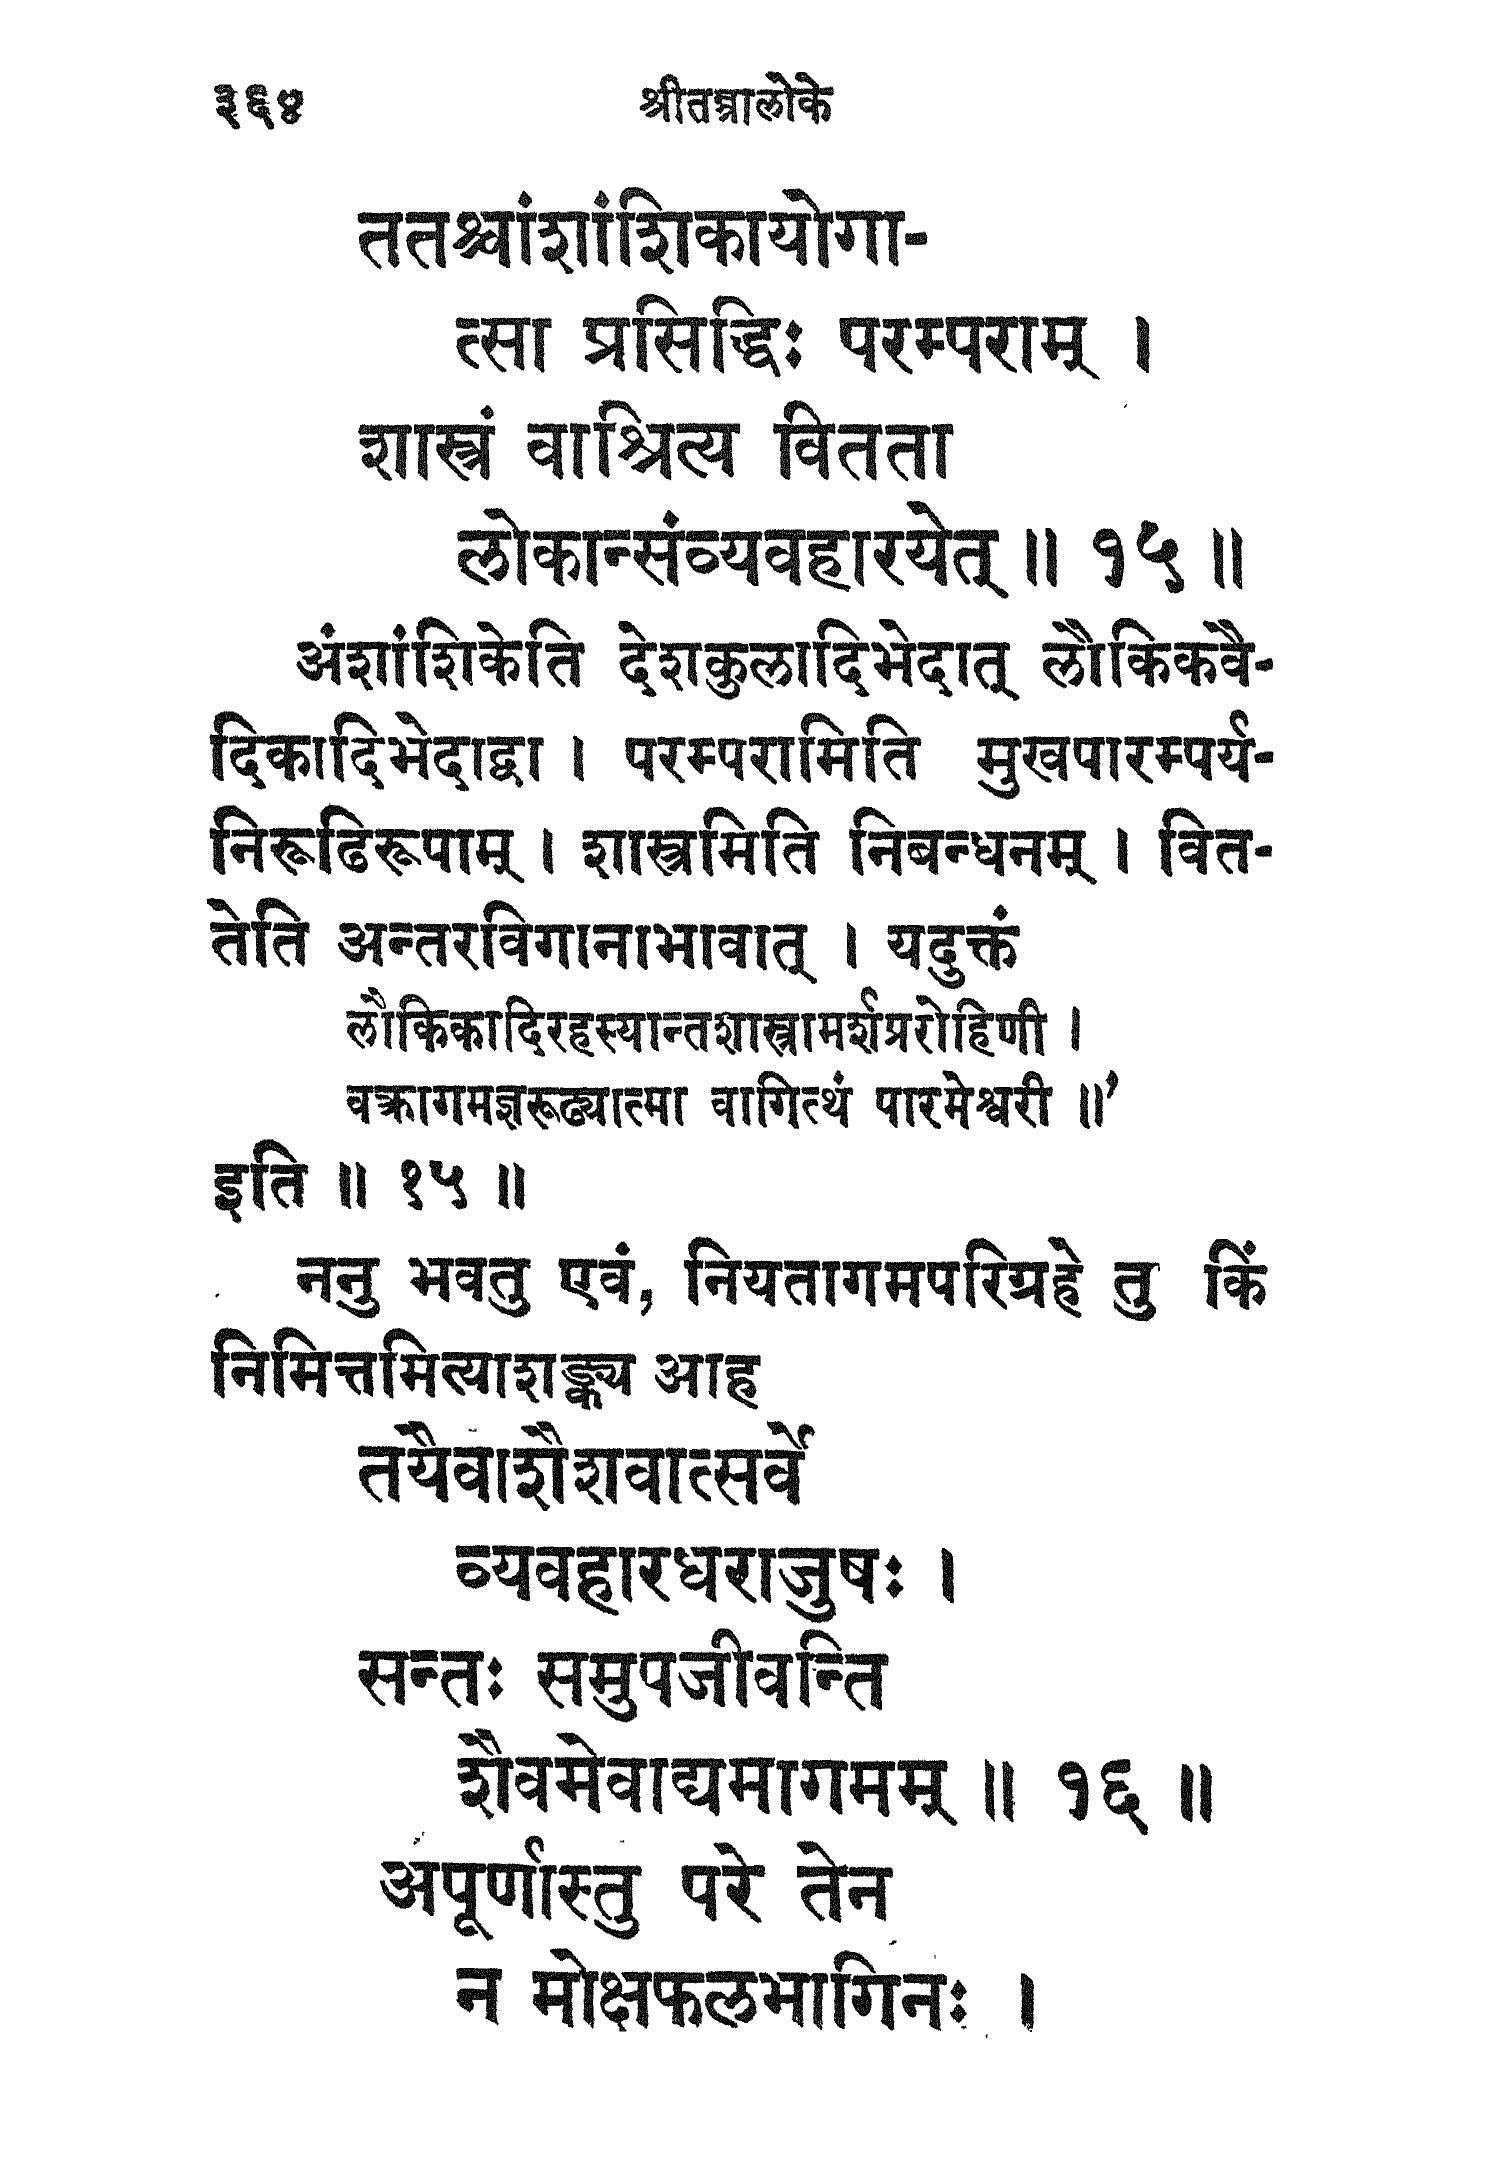 ३६४ श्रीतन्त्रालोके
ततश्चांशांशिकायोगा-
त्सा प्रसिद्धिः परम्पराम् ।
शास्त्रं वाश्रित्य वितता
लोकान्संव्यवहारयेत् ॥ १५ ॥
अंशांशिकेति देशकुलादिभेदात् लौकिकवै-
दिकादिभेदाद्वा । परम्परामिति मुखपारम्पर्य-
निरूढिरूपाम् । शास्त्रमिति निबन्धनम् । वित-
तेति अन्तरविगानाभावात् । यदुक्तं
लौकिकादिरहस्यान्तशास्त्रामर्शप्ररोहिणी ।
वक्त्रागमज्ञरूढ्यात्मा वागित्थं पारमेश्वरी ॥’
इति ॥ १५ ॥
ननु भवतु एवं, नियतागमपरिग्रहे तु किं
निमित्तमित्याशङ्क्य आह
तयैवाशैशवात्सर्वे
व्यवहारधराजुषः ।
सन्तः समुपजीवन्ति
शैवमेवाद्यमागमम् ॥ १६ ॥
अपूर्णास्तु परे तेन
न मोक्षफलभागिनः ।